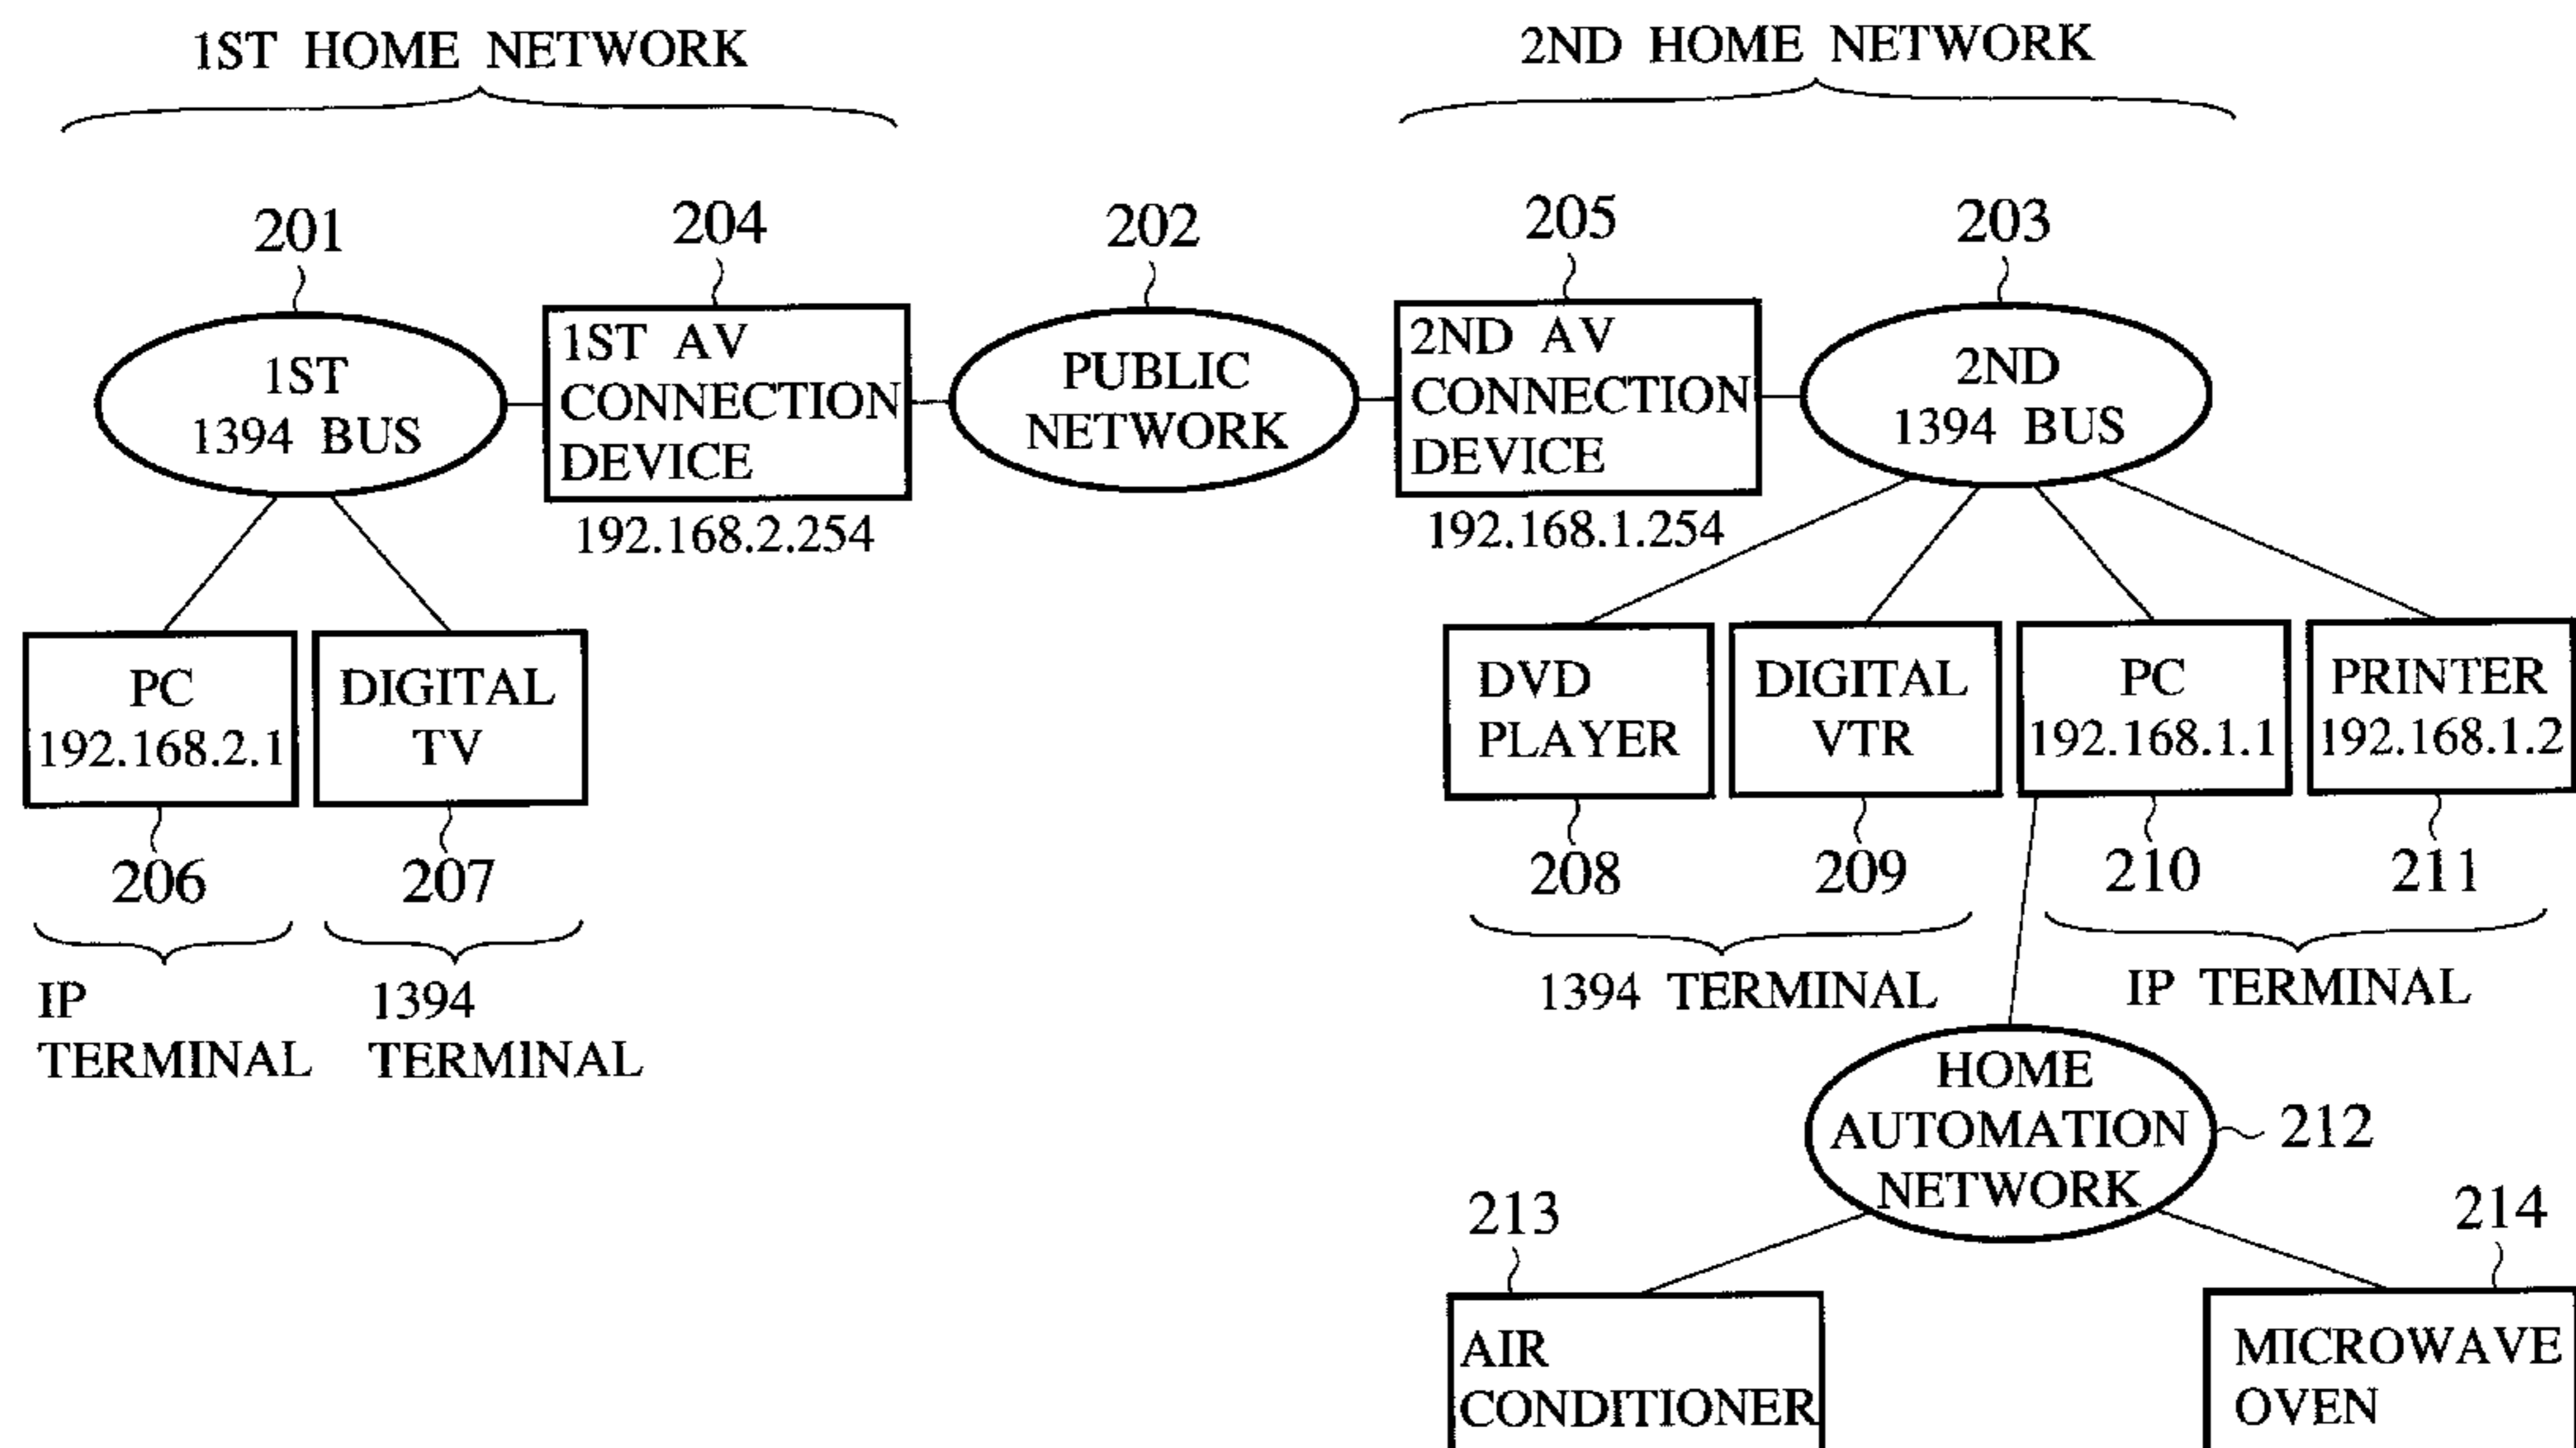 1ST HOME NETWORK
2ND HOME NETWORK
201
204
202
205
203
1ST
1394 BUS
1ST AV
CONNECTION
DEVICE
192.168.2.254
PUBLIC
NETWORK
2ND AV
CONNECTION
DEVICE
192.168.1.254
2ND
1394 BUS
PC
192.168.2.1
DIGITAL
TV
DVD
PLAYER
DIGITAL
VTR
PC
192.168.1.1
PRINTER
192.168.1.2
206
207
208
209
210
211
IP
TERMINAL
1394
TERMINAL
1394 TERMINAL
IP TERMINAL
HOME
AUTOMATION
NETWORK
212
213
214
AIR
CONDITIONER
MICROWAVE
OVEN